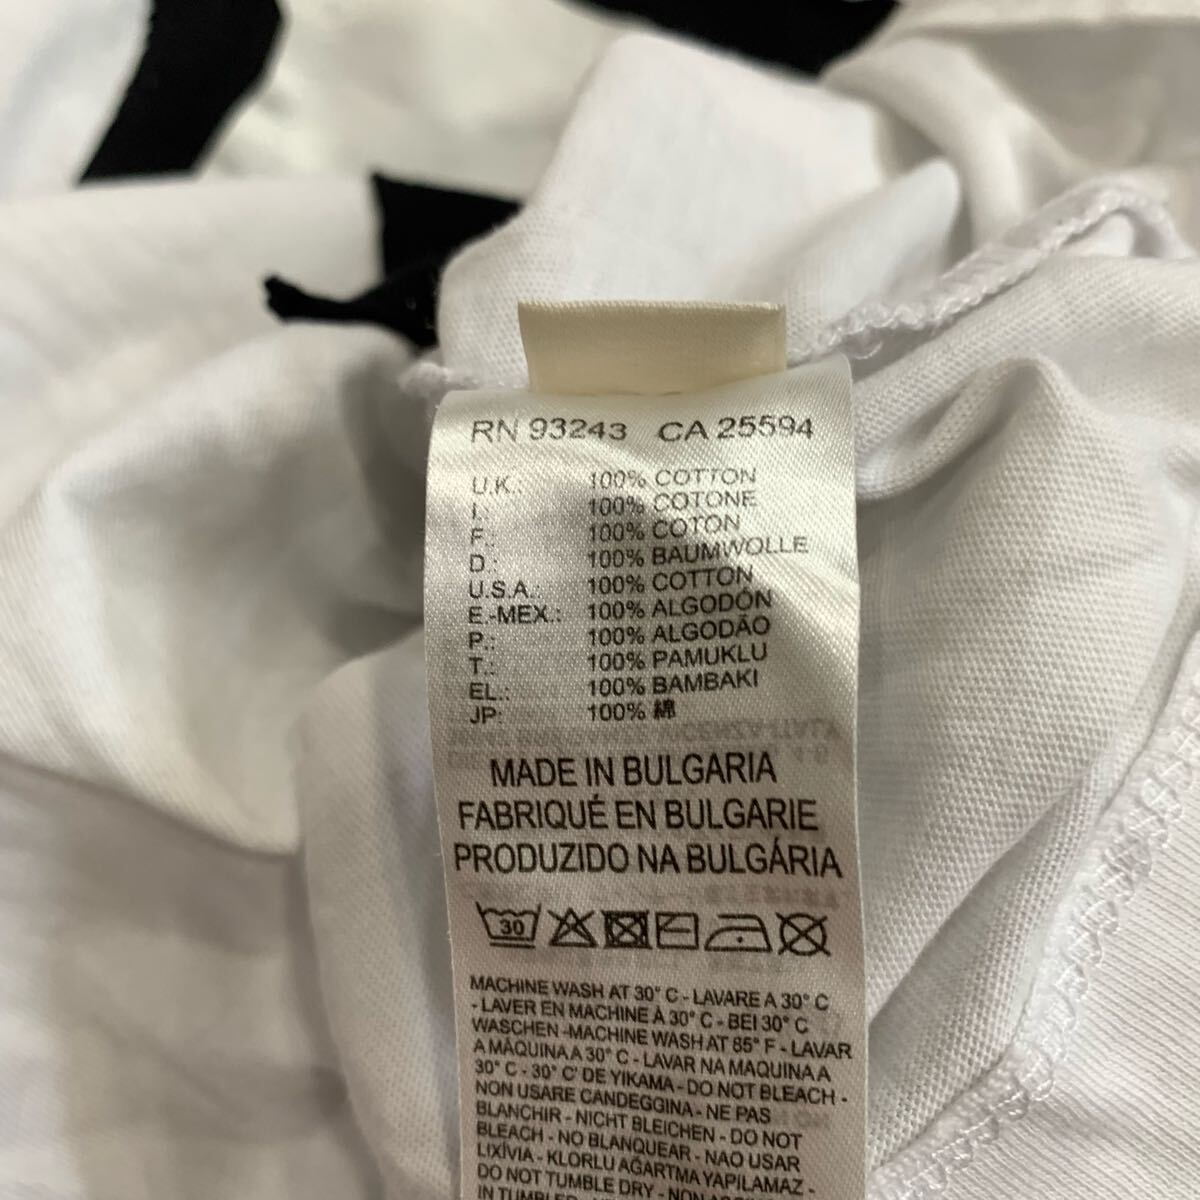 RN 93243 CA 25594
U.K.: 100% COTTON
I.: 100% COTONE
F.: 100% COTON
D.: 100% BAUMWOLLE
U.S.A.: 100% COTTON
E.-MEX.: 100% ALGODÓN
P.: 100% ALGODÃO
T.: 100% PAMUKLU
EL.: 100% BAMBAKI
JP: 100% 綿
MADE IN BULGARIA
FABRIQUÉ EN BULGARIE
PRODUZIDO NA BULGÁRIA
30
MACHINE WASH AT 30° C - LAVARE A 30° C
- LAVER EN MACHINE À 30° C - BEI 30° C
WASCHEN -MACHINE WASH AT 85° F - LAVAR
A MÁQUINA A 30° C - LAVAR NA MAQUINA A
30° C - 30° C' DE YIKAMA - DO NOT BLEACH -
NON USARE CANDEGGINA - NE PAS
BLANCHIR - NICHT BLEICHEN - DO NOT
BLEACH - NO BLANQUEAR - NAO USAR
LIXÍVIA - KLORLU AĞARTMA YAPILAMAZ -
DO NOT TUMBLE DRY - NON
IN TUMBLER